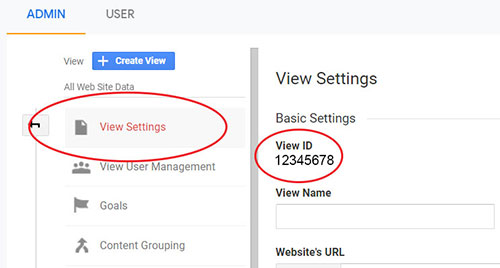 ADMIN USER
View + Create View
All Web Site Data
View Settings
View User Management
Goals
Content Grouping
View Settings
Basic Settings
View ID
12345678
View Name
Website's URL